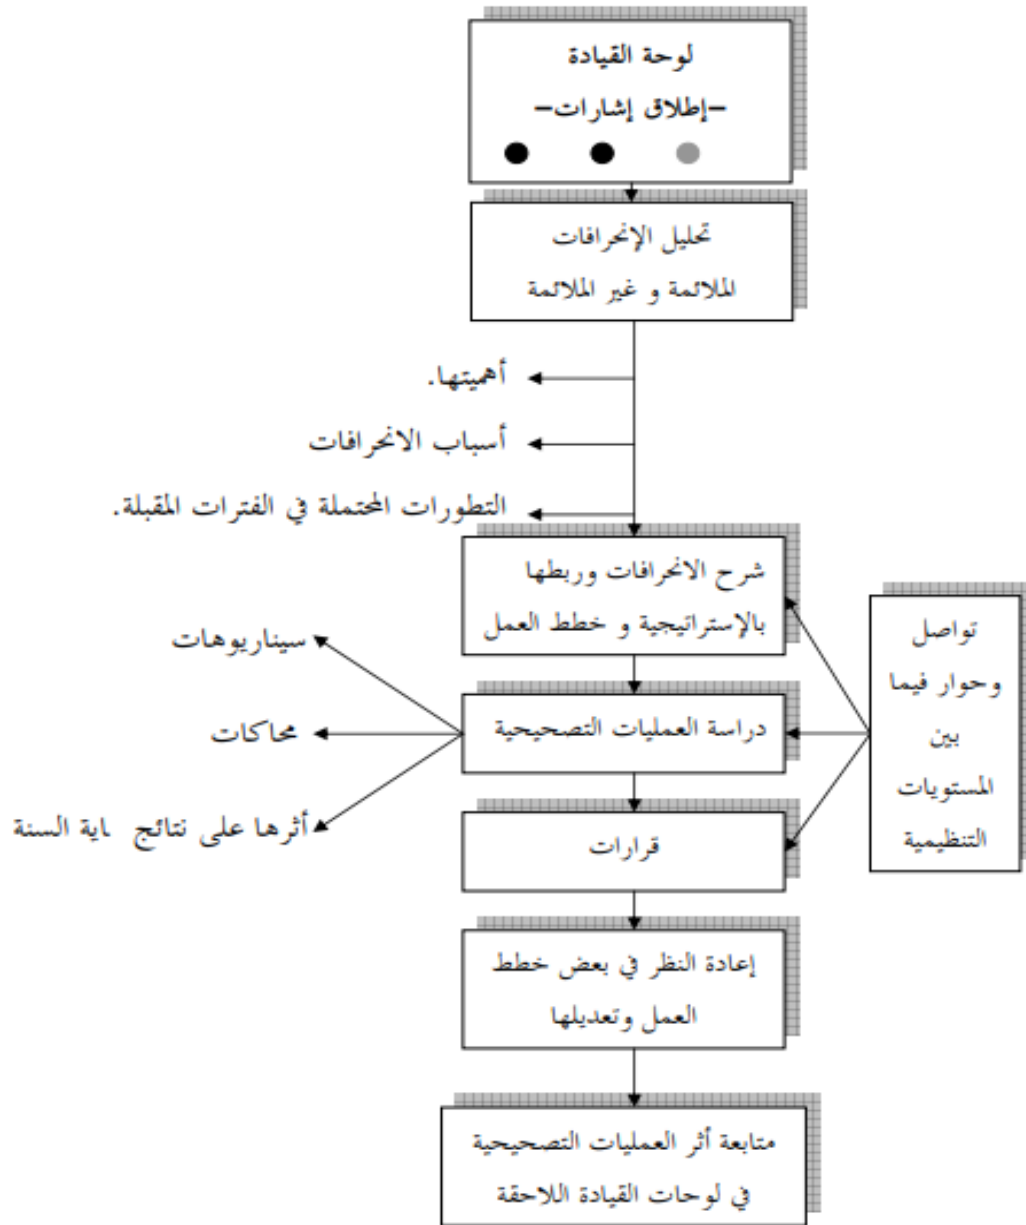 لوحة القيادة
–إطلاق إشارات–
تحليل الإنحرافات
الملائمة و غير الملائمة
أهميتها.
أسباب الانحرافات
التطورات المحتملة في الفترات المقبلة.
شرح الانحرافات وربطها
بالإستراتيجية و خطط العمل
تواصل
وحوار فيما
بين
المستويات
التنظيمية
سيناريوهات
دراسة العمليات التصحيحية
محاكات
أثرها على نتائج اية السنة
قرارات
إعادة النظر في بعض خطط
العمل وتعديلها
متابعة أثر العمليات التصحيحية
في لوحات القيادة اللاحقة